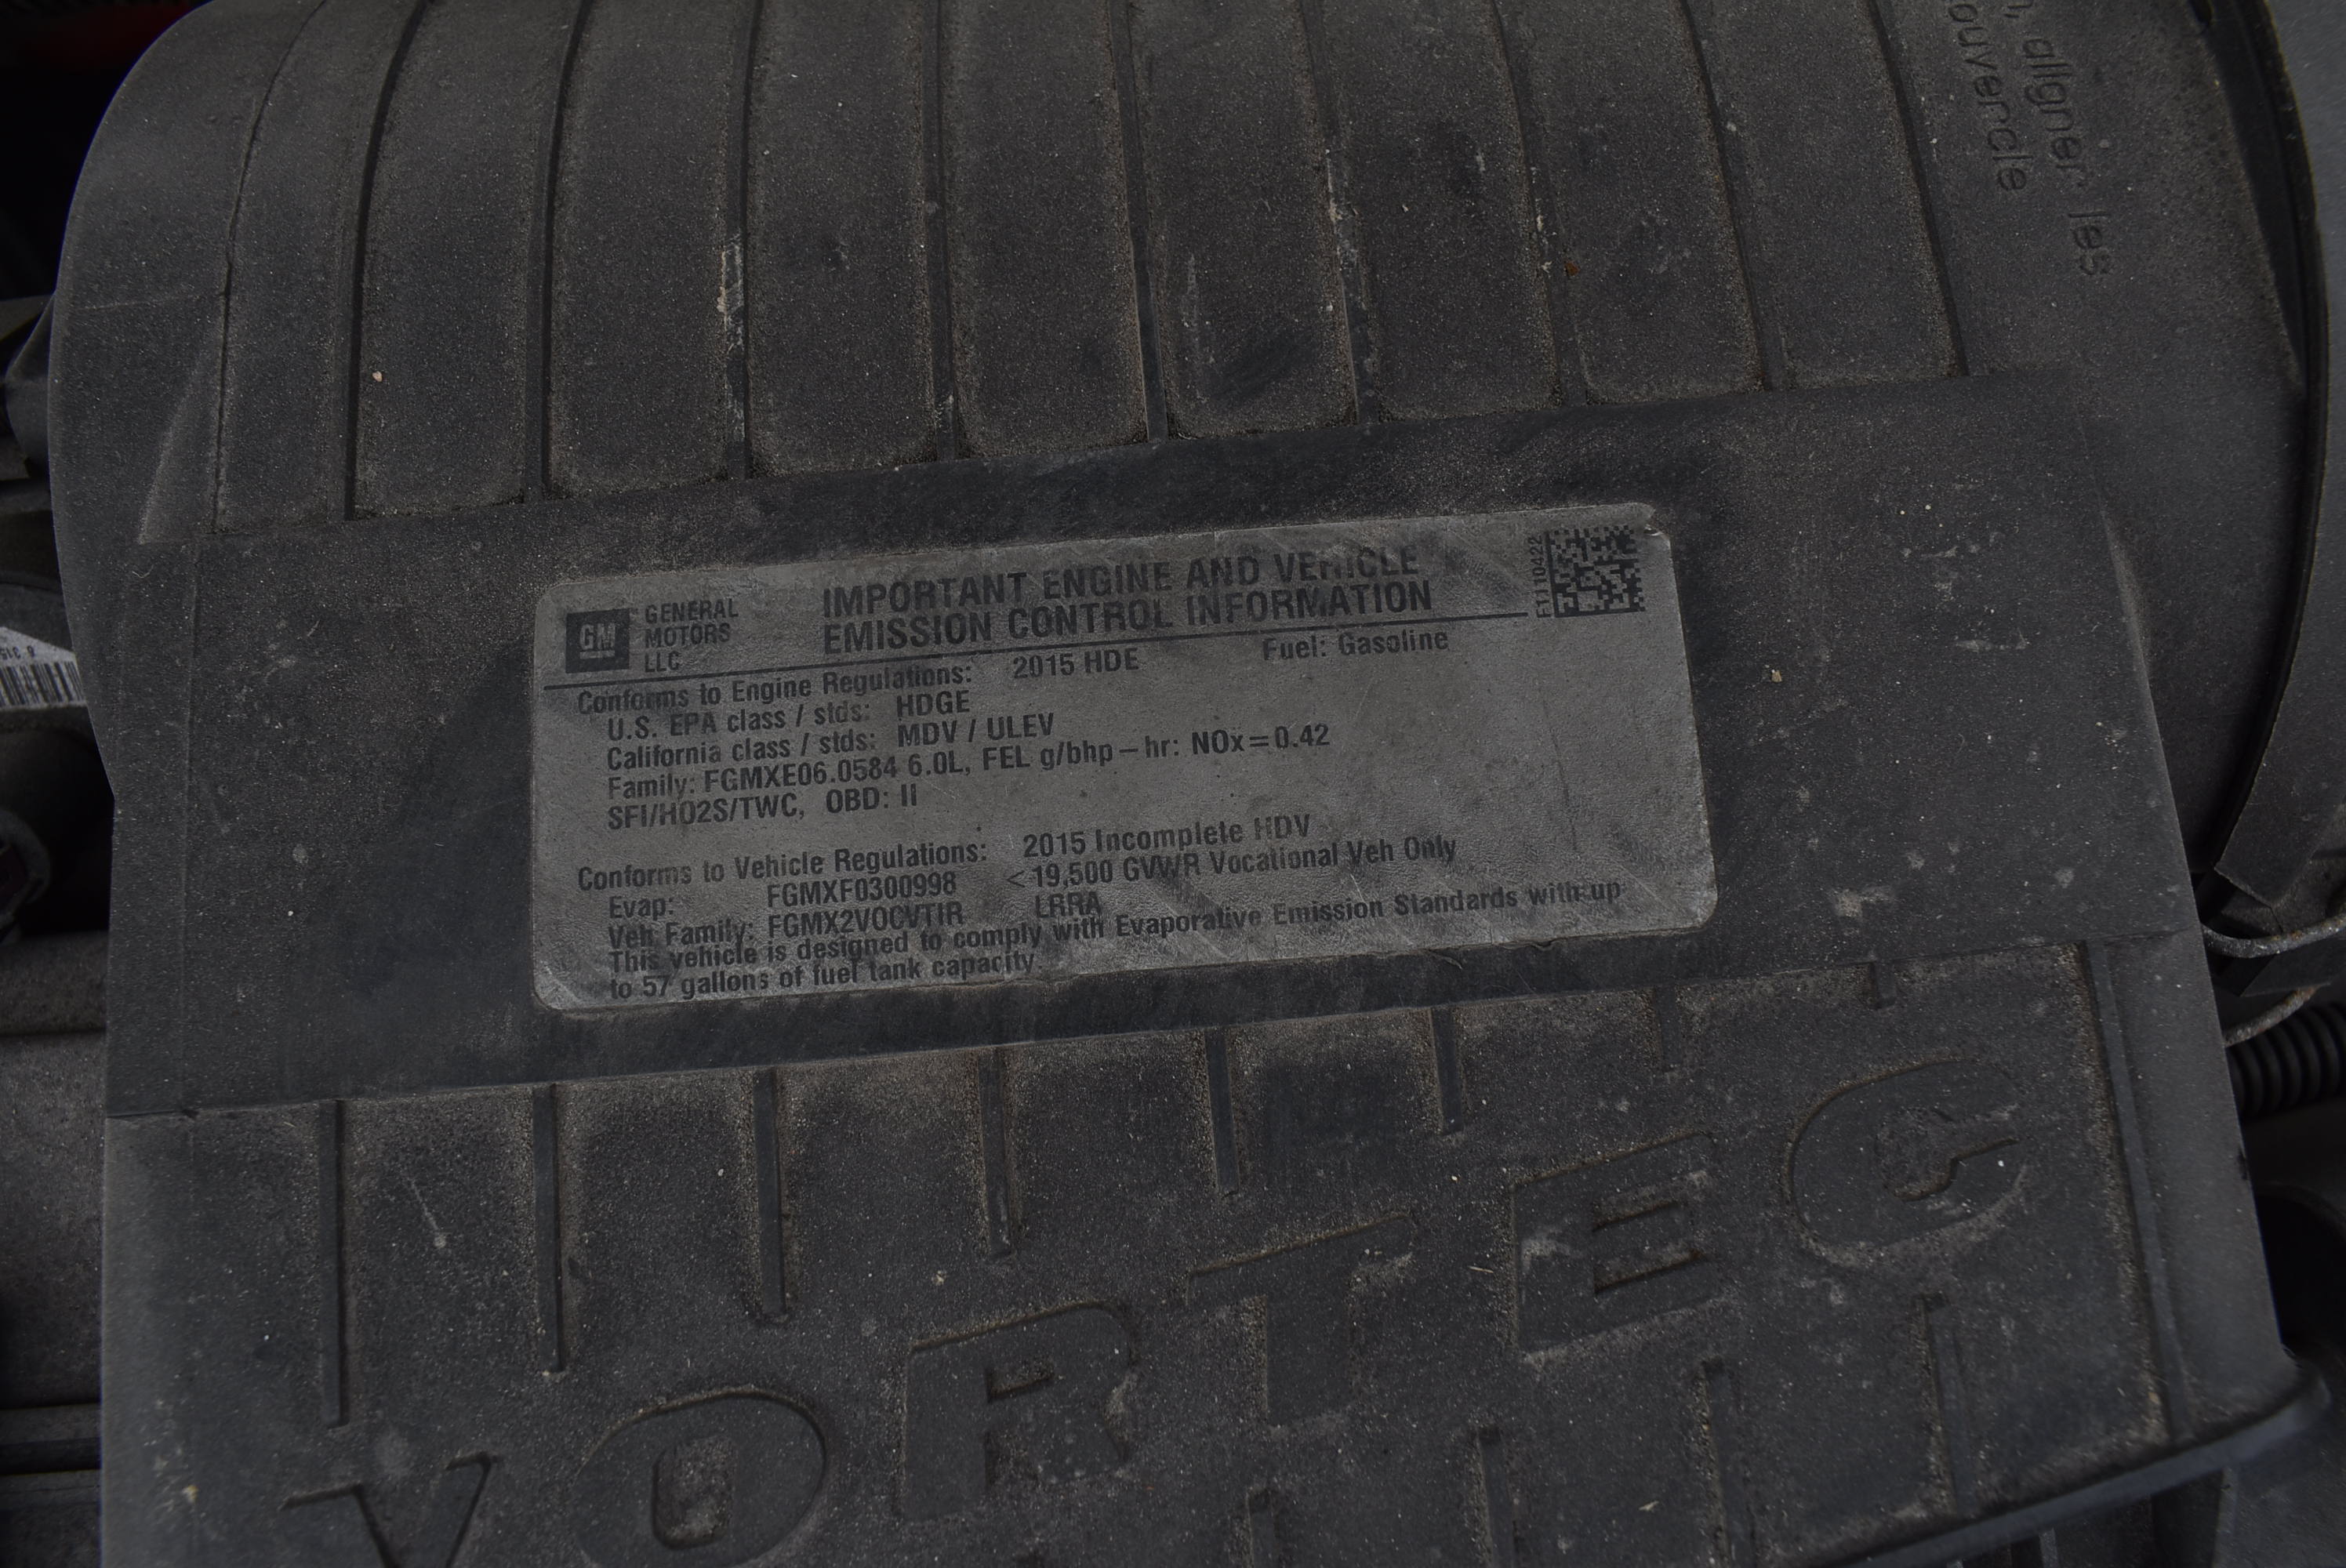 aligner les
couvercle
GM
GENERAL
MOTORS
LLC
IMPORTANT ENGINE AND VEHICLE
EMISSION CONTROL INFORMATION
F1J10422
Conforms to Engine Regulations: 2015 HDE Fuel: Gasoline
U.S. EPA class / stds: HDGE
California class / stds: MDV / ULEV
Family: FGMXE06.0584 6.0L, FEL g/bhp–hr: NOx=0.42
SFI/HO2S/TWC, OBD: II
Conforms to Vehicle Regulations: 2015 Incomplete HDV
Evap: FGMXF0300998 <19,500 GVWR Vocational Veh Only
Veh Family: FGMX2VOCVTIR LRRA
This vehicle is designed to comply with Evaporative Emission Standards with up
to 57 gallons of fuel tank capacity
VORTEC